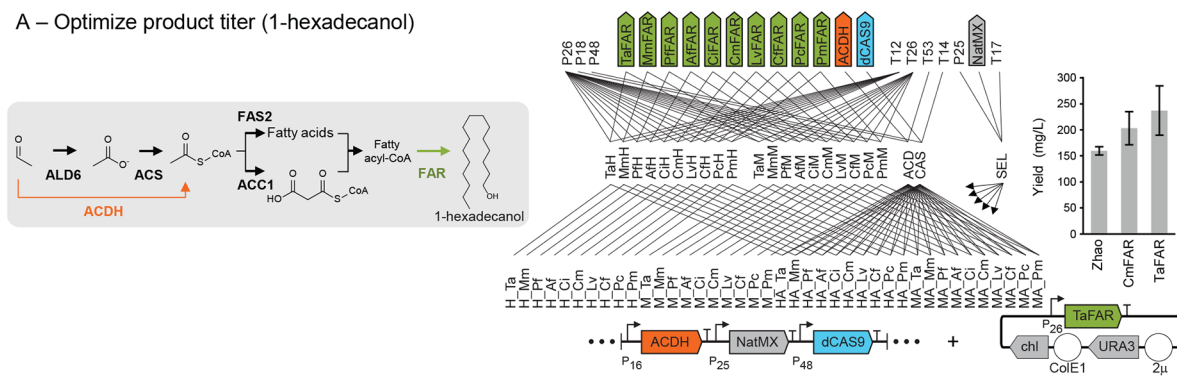 A – Optimize product titer (1-hexadecanol)
O
O
O-
O
S
CoA
ALD6
ACS
ACDH
FAS2
Fatty acids
ACC1
O
O
HO
S
CoA
Fatty
acyl-CoA
FAR
OH
1-hexadecanol
P26
P18
P48
TaFAR
MmFAR
PfFAR
AfFAR
CiFAR
CmFAR
LvFAR
CfFAR
PcFAR
PmFAR
ACDH
dCAS9
T12
T26
T53
T14
P25
NatMX
T17
TaH
MmH
PfH
AfH
CiH
CmH
LvH
CfH
PcH
PmH
TaM
MmM
PfM
AfM
CiM
CmM
LvM
CfM
PcM
PmM
ACD
CAS
SEL
H_Ta
H_Mm
H_Pf
H_Af
H_Ci
H_Cm
H_Lv
H_Cf
H_Pc
H_Pm
M_Ta
M_Mm
M_Pf
M_Af
M_Ci
M_Cm
M_Lv
M_Cf
M_Pc
M_Pm
HA_Ta
HA_Mm
HA_Pf
HA_Af
HA_Ci
HA_Cm
HA_Lv
HA_Cf
HA_Pc
HA_Pm
MA_Ta
MA_Mm
MA_Pf
MA_Af
MA_Ci
MA_Cm
MA_Lv
MA_Cf
MA_Pc
MA_Pm
Yield (mg/L)
300
250
200
150
100
50
0
Zhao
CmFAR
TaFAR
P16
ACDH
P25
NatMX
P48
dCAS9
+
P26
TaFAR
chl
ColE1
URA3
2µ